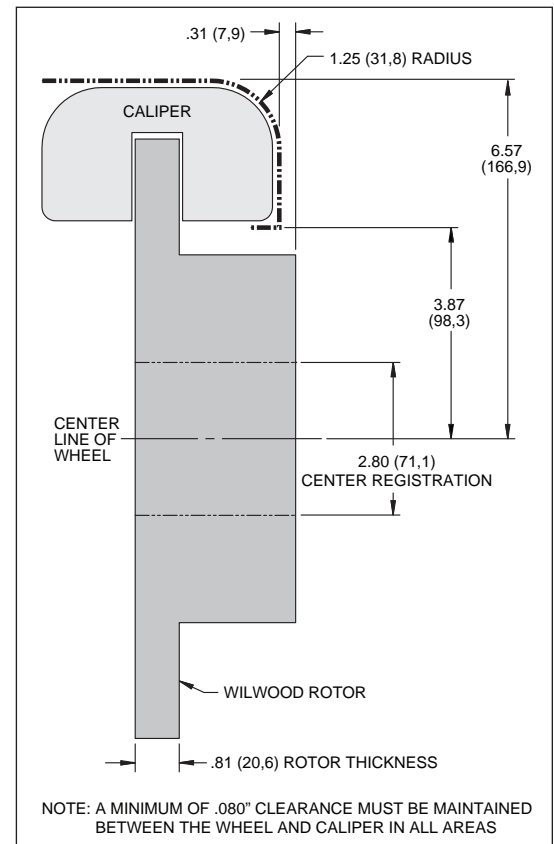 .31 (7,9)
1.25 (31,8) RADIUS
CALIPER
6.57
(166,9)
3.87
(98,3)
CENTER
LINE OF
WHEEL
2.80 (71,1)
CENTER REGISTRATION
WILWOOD ROTOR
.81 (20,6) ROTOR THICKNESS
NOTE: A MINIMUM OF .080" CLEARANCE MUST BE MAINTAINED
BETWEEN THE WHEEL AND CALIPER IN ALL AREAS